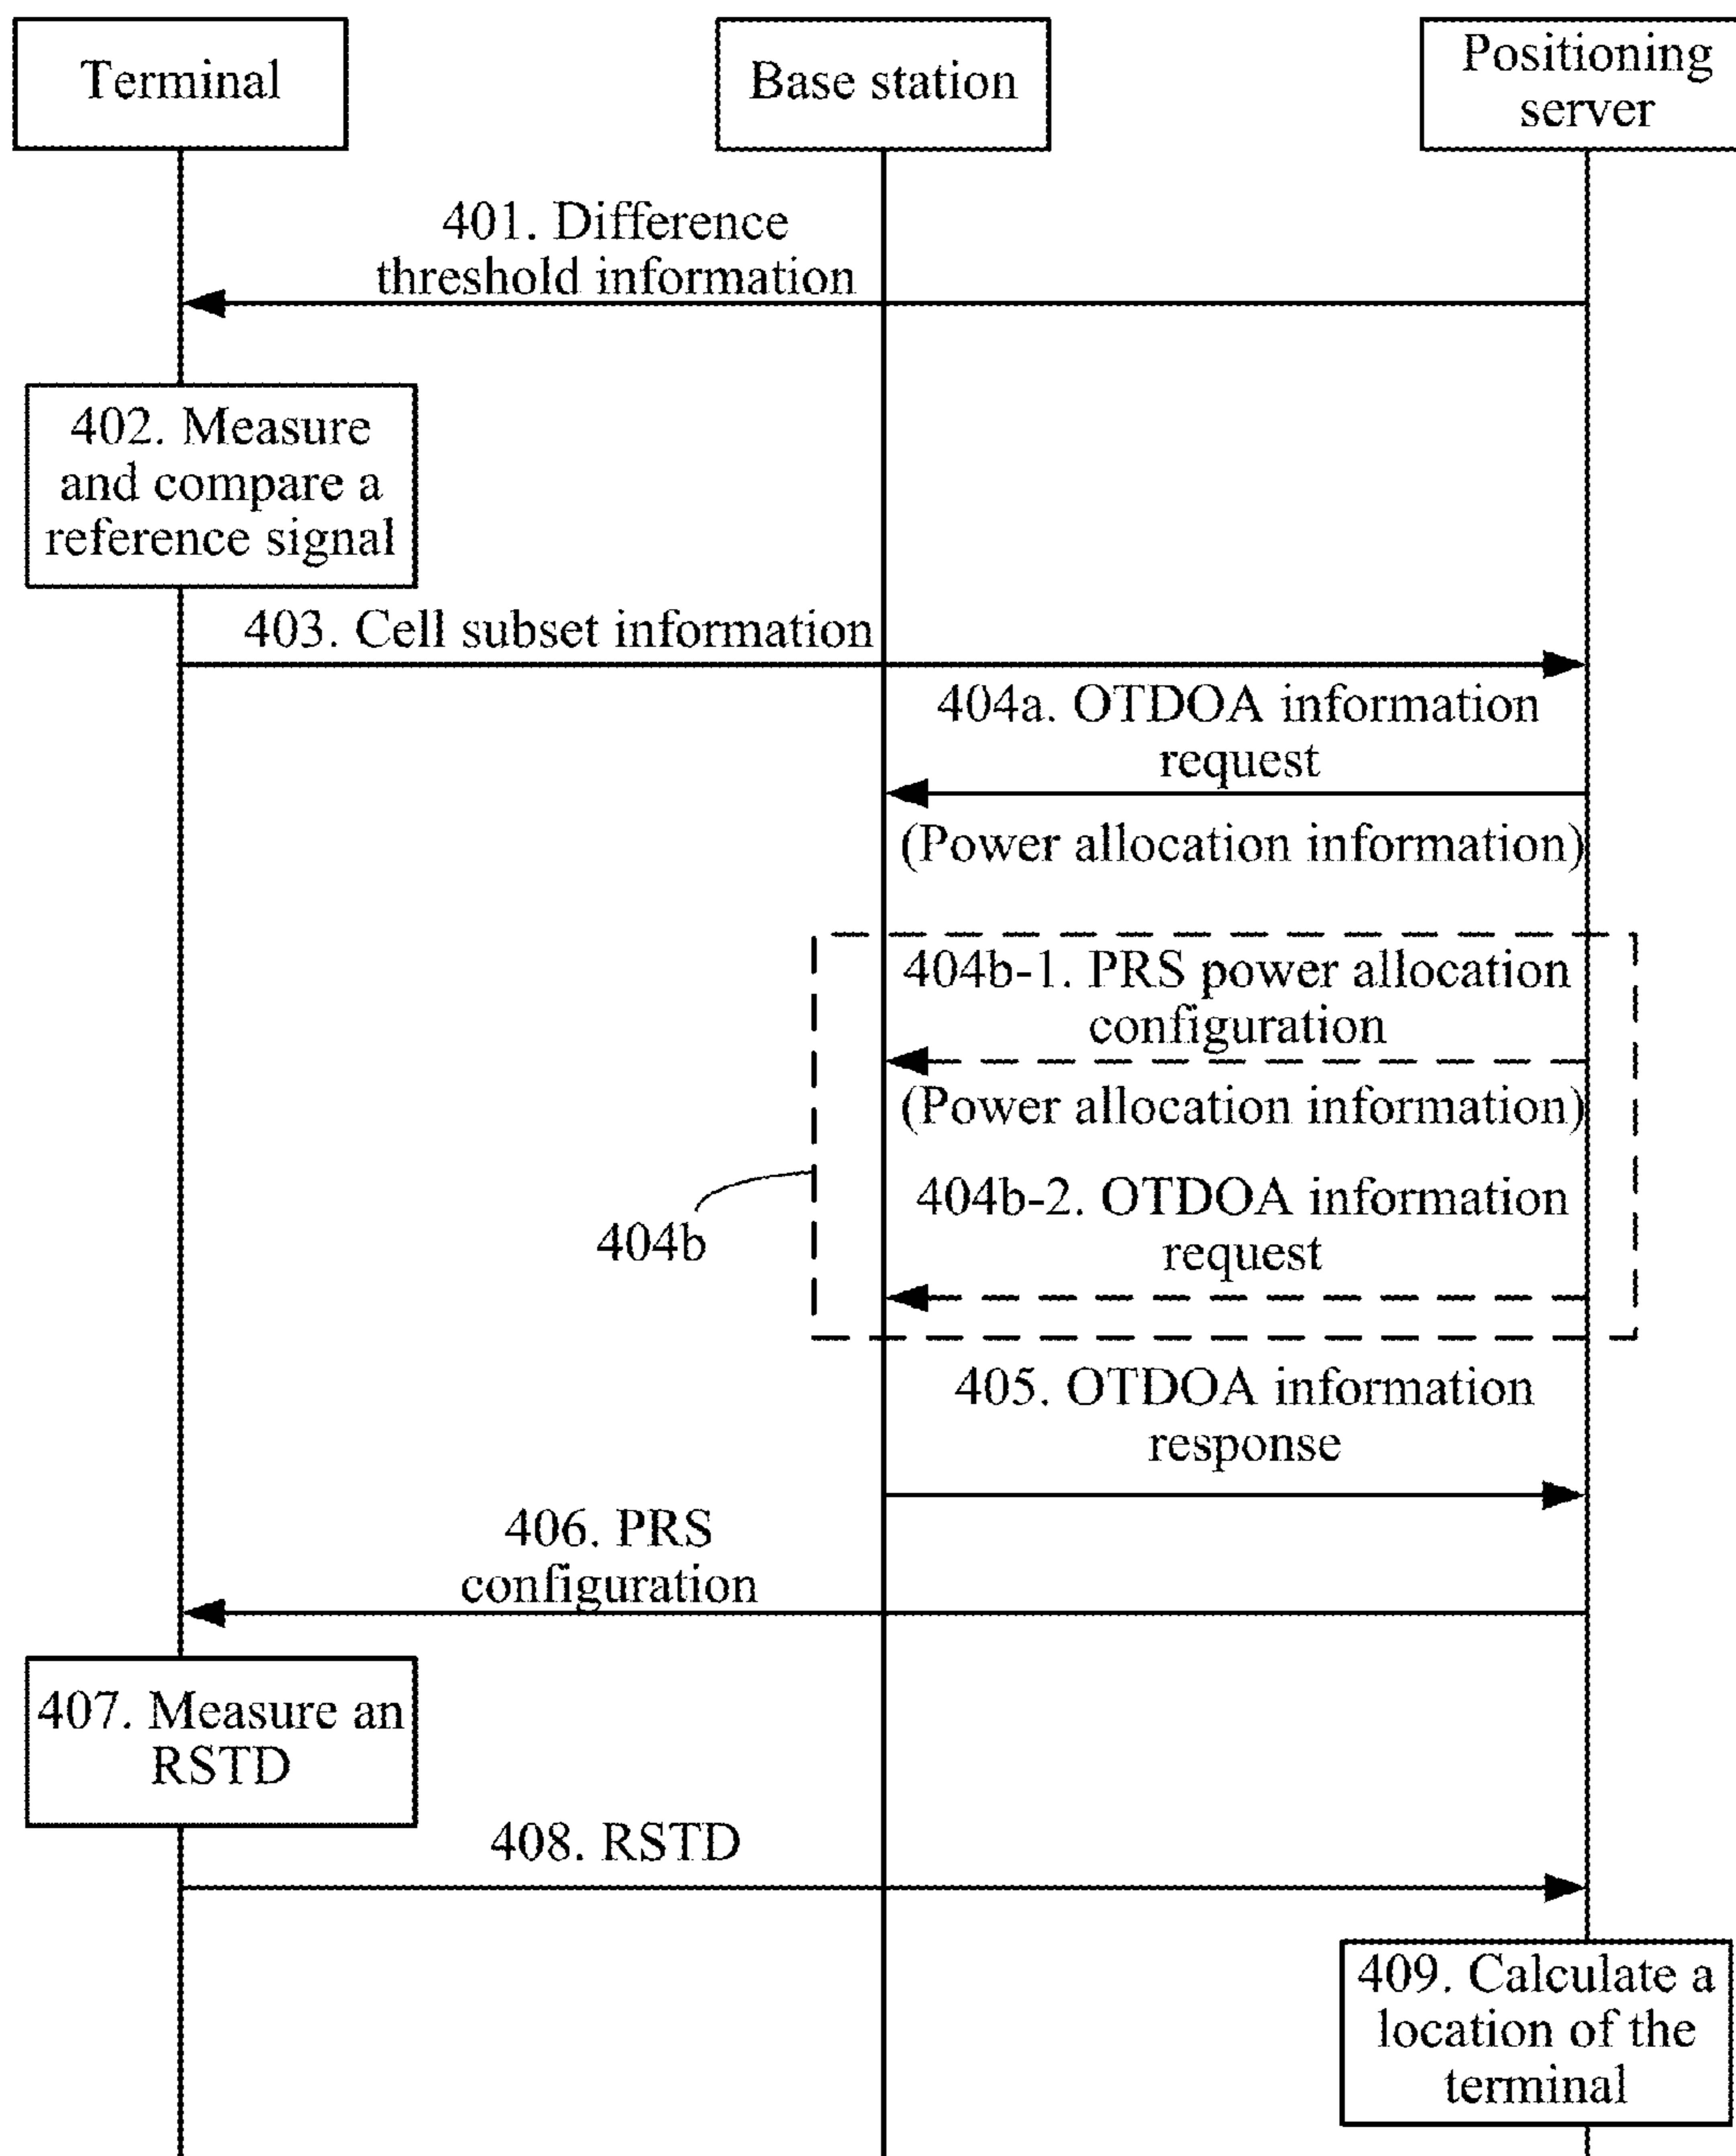 Terminal
Base station
Positioning
server
401. Difference
threshold information
402. Measure
and compare a
reference signal
403. Cell subset information
404a. OTDOA information
request
(Power allocation information)
404b-1. PRS power allocation
configuration
(Power allocation information)
404b-2. OTDOA information
request
404b
405. OTDOA information
response
406. PRS
configuration
407. Measure an
RSTD
408. RSTD
409. Calculate a
location of the
terminal